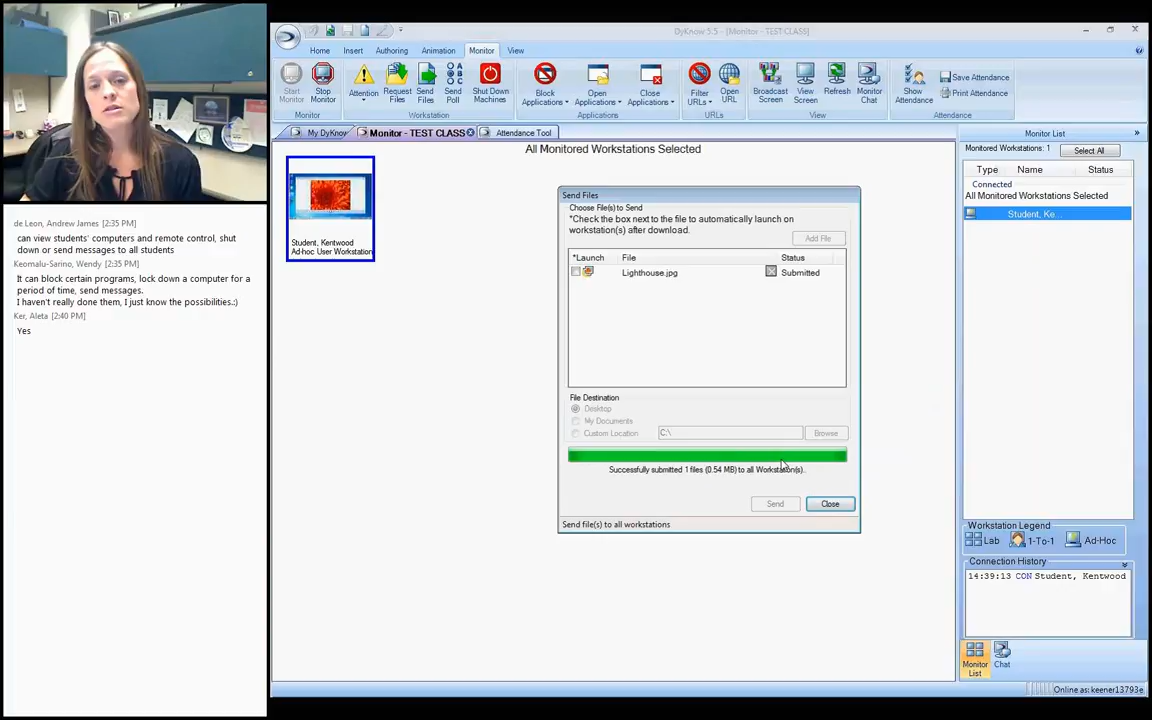 DyKnow 5.5 - [Monitor - TEST CLASS]
Home Insert Authoring Animation Monitor View
Start Monitor
Stop Monitor
Attention
Request Files
Send Files
Send Poll
Shut Down Machines
Block Applications
Open Applications
Close Applications
Filter URLs
Open URL
Broadcast Screen
View Screen
Refresh
Monitor Chat
Show Attendance
Save Attendance
Print Attendance
Monitor Workstation Applications URLs View Attendance
My DyKnow Monitor - TEST CLASS Attendance Tool
All Monitored Workstations Selected
Student, Kentwood
Ad-hoc User Workstation
de Leon, Andrew James [2:35 PM]
can view students' computers and remote control, shut
down or send messages to all students
Keomalu-Sarino, Wendy [2:35 PM]
It can block certain programs, lock down a computer for a
period of time, send messages.
I haven't really done them, I just know the possibilities.:)
Ker, Aleta [2:40 PM]
Yes
Send Files
Choose File(s) to Send
*Check the box next to the file to automatically launch on
workstation(s) after download.
Add File
*Launch File Status
Lighthouse.jpg Submitted
File Destination
Desktop
My Documents
Custom Location C:\ Browse
Successfully submitted 1 files (0.54 MB) to all Workstation(s).
Send Close
Send file(s) to all workstations
Monitor List »
Monitored Workstations: 1 Select All
Type Name Status
Connected
All Monitored Workstations Selected
Student, Ke...
Workstation Legend
Lab 1-To-1 Ad-Hoc
Connection History
14:39:13 CON Student, Kentwood
Monitor List
Chat
Online as: keener13793e